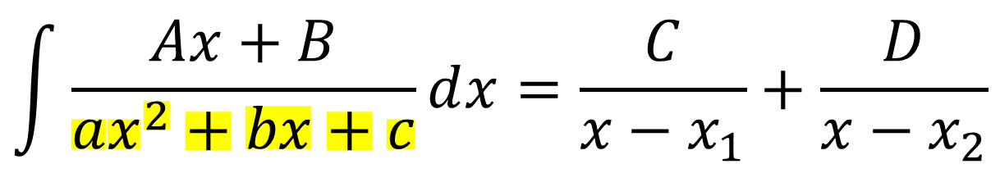 ∫ (Ax + B)/(ax² + bx + c) dx = C/(x − x₁) + D/(x − x₂)